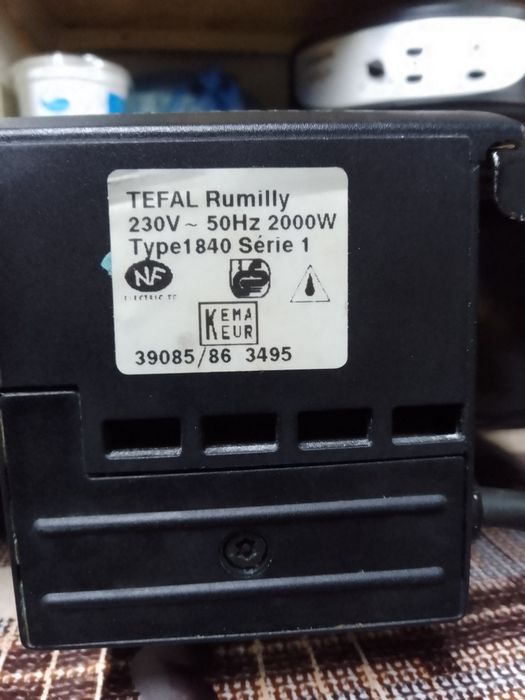 TEFAL Rumilly
230V ~ 50Hz 2000W
Type1840 Série 1
NF
KEMA
KEUR
39085/86 3495